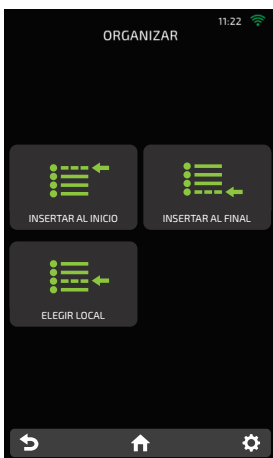 11:22
ORGANIZAR
INSERTAR AL INICIO
INSERTAR AL FINAL
ELEGIR LOCAL